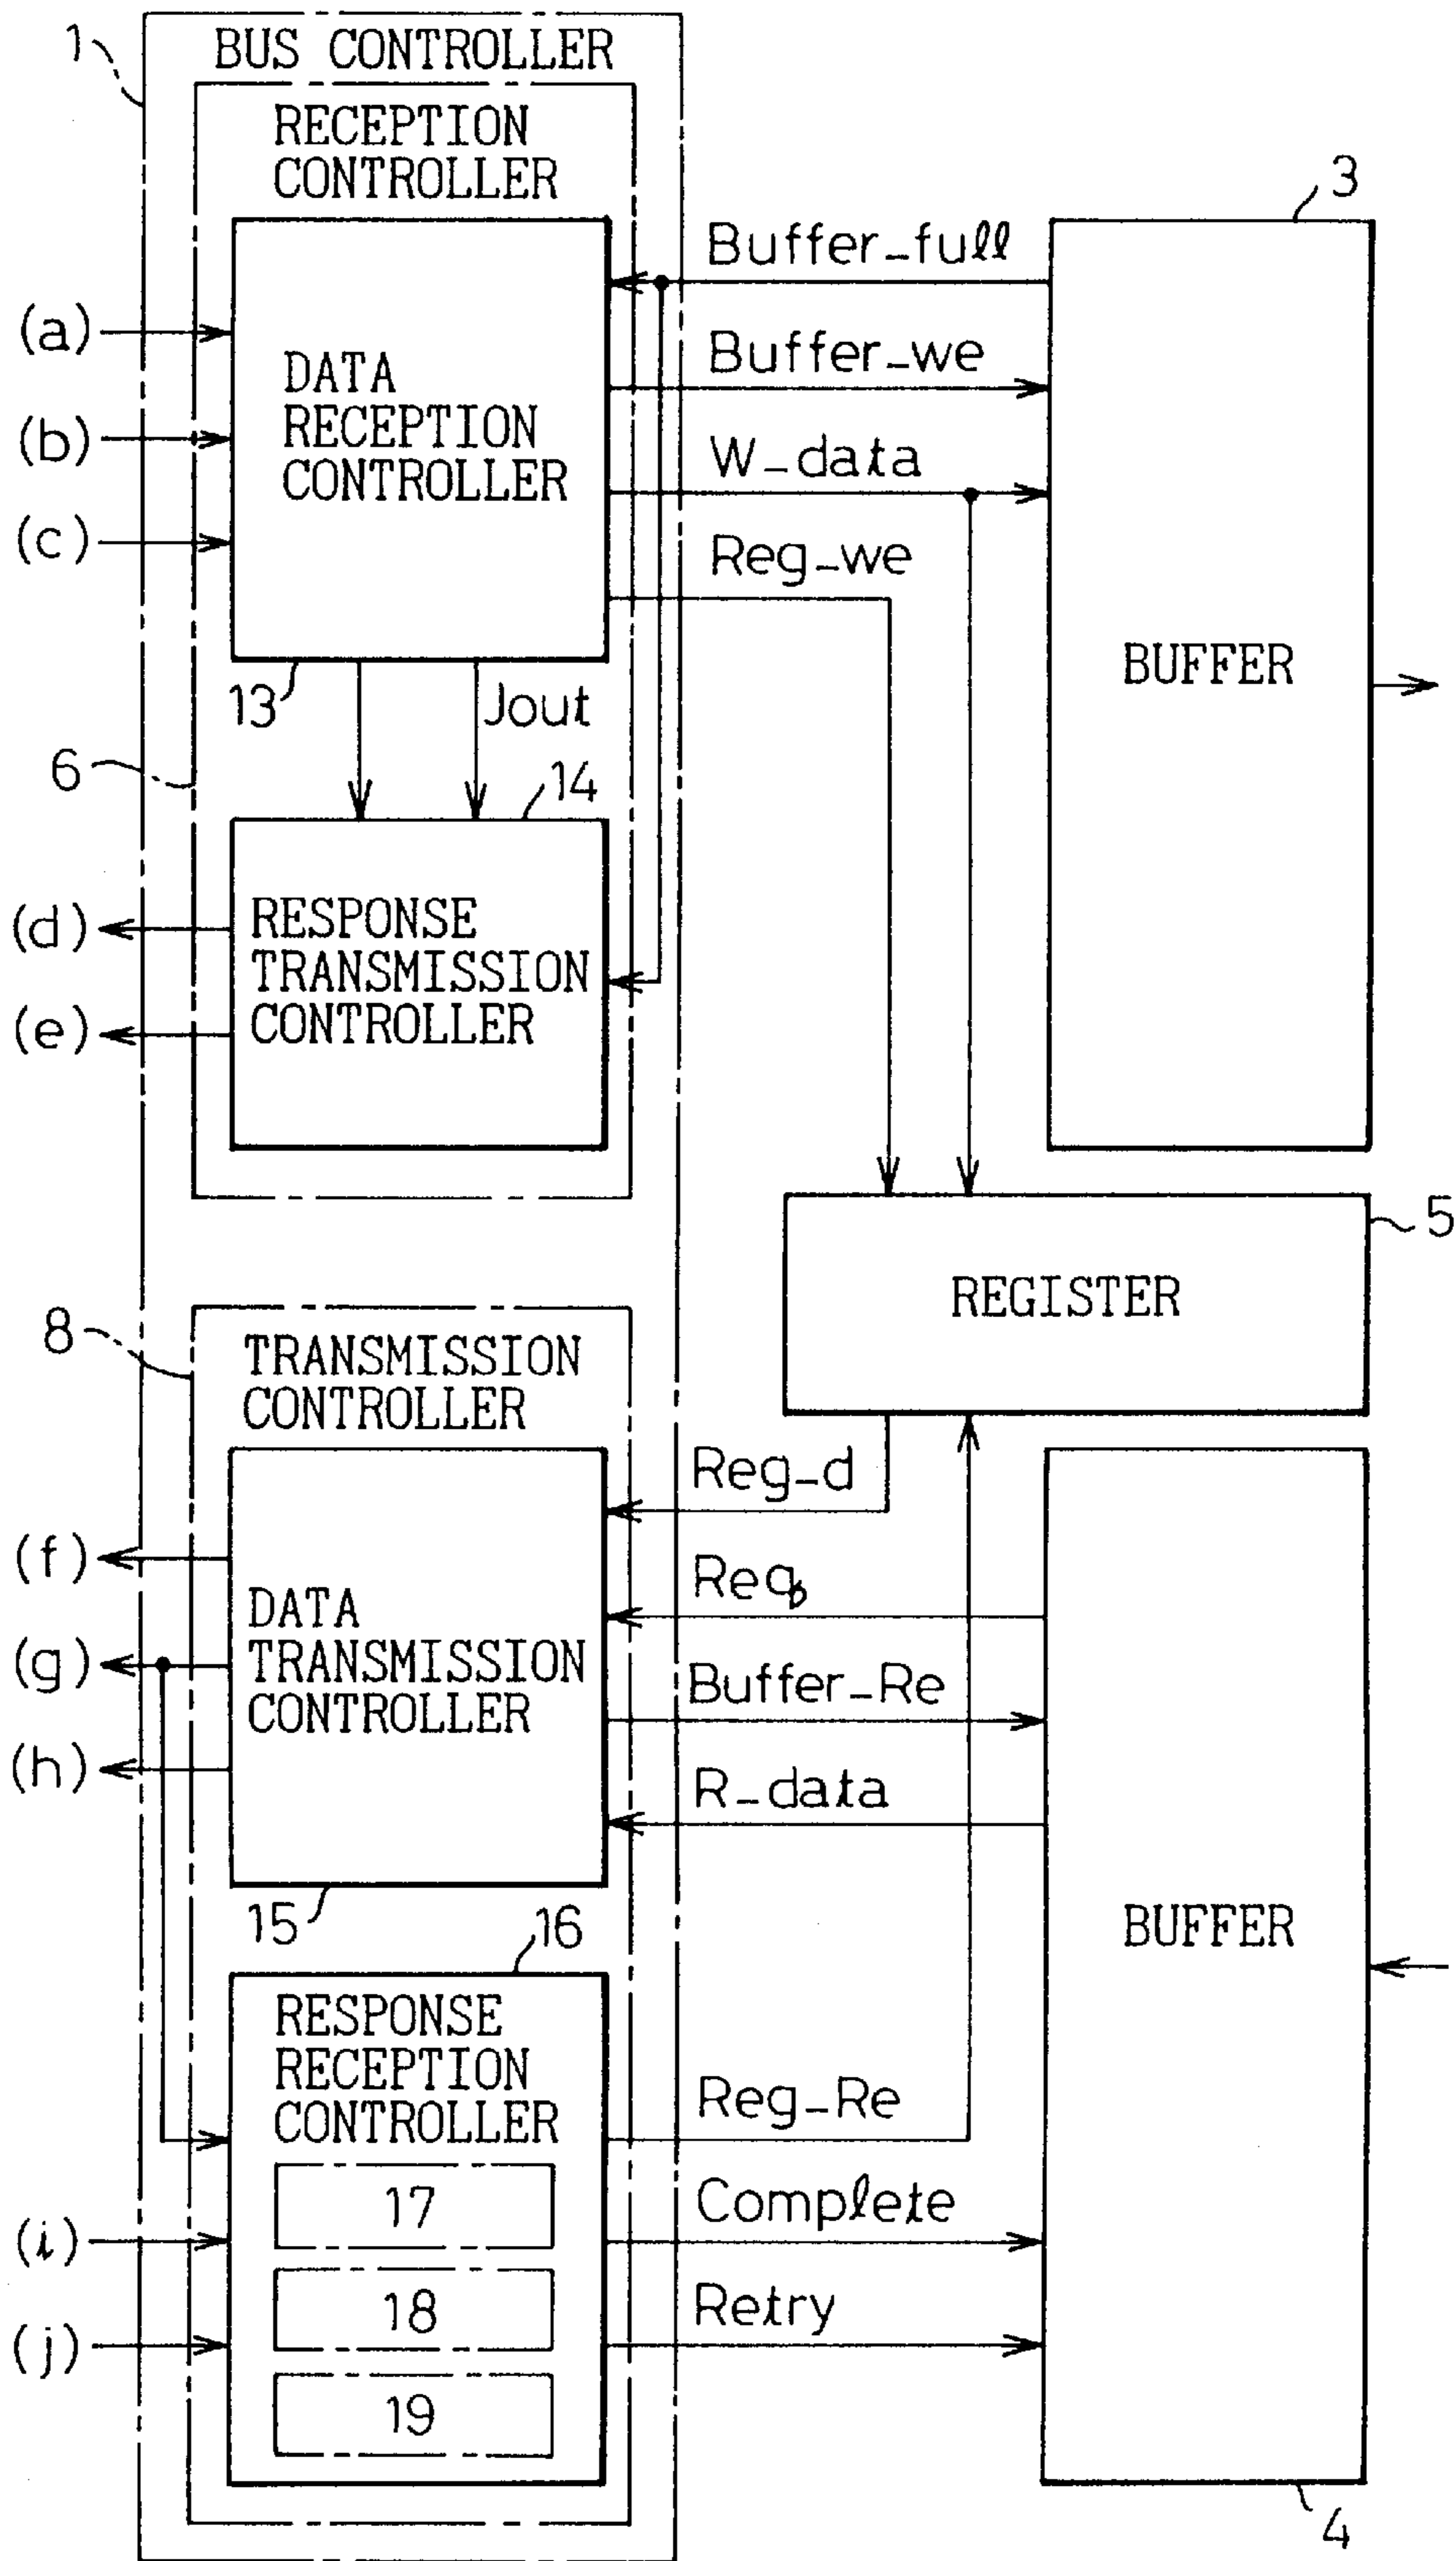 1
BUS CONTROLLER
RECEPTION
CONTROLLER
3
Buffer_full
(a)
Buffer_we
DATA
RECEPTION
CONTROLLER
(b)
W_data
(c)
Reg_we
BUFFER
13
Jout
6
14
(d)
RESPONSE
TRANSMISSION
CONTROLLER
(e)
5
REGISTER
8
TRANSMISSION
CONTROLLER
Reg_d
(f)
Req
DATA
TRANSMISSION
CONTROLLER
(g)
Buffer_Re
(h)
R_data
15
16
BUFFER
RESPONSE
RECEPTION
CONTROLLER
Reg_Re
17
Complete
(i)
18
Retry
(j)
19
4